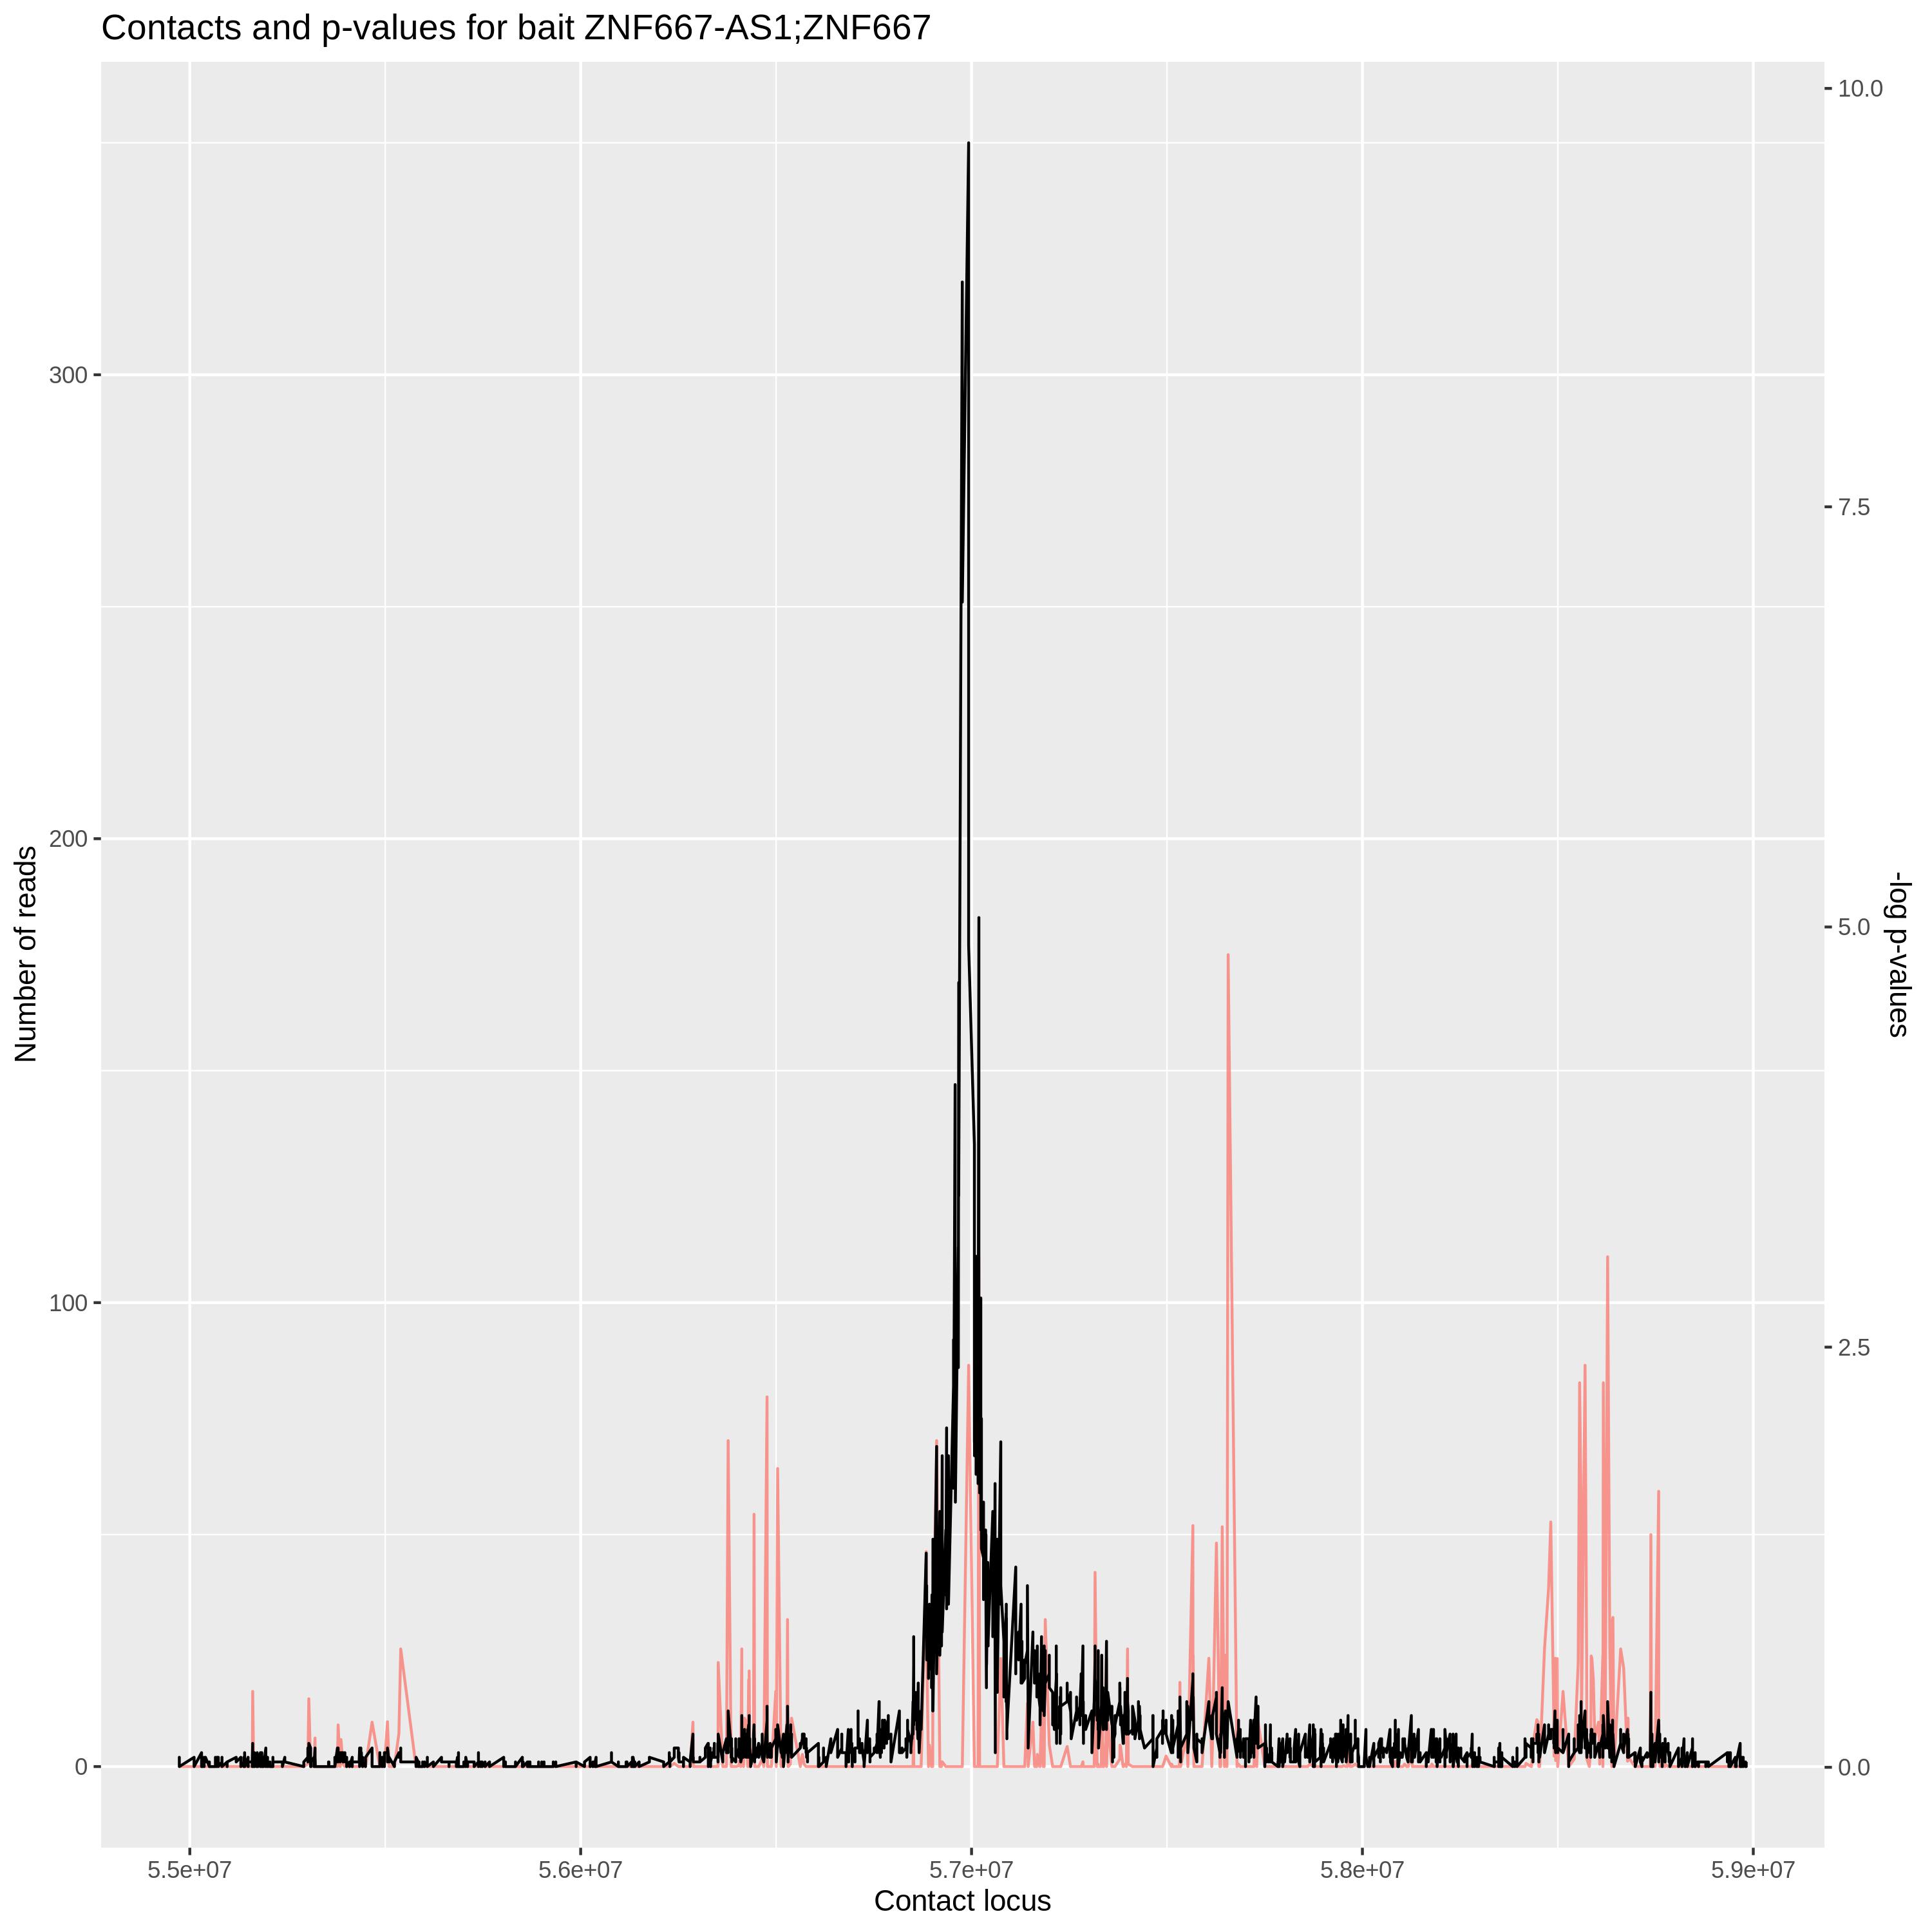 Contacts and p-values for bait ZNF667-AS1;ZNF667
10.0
7.5
5.0
2.5
0.0
-log p-values
300
200
100
0
Number of reads
5.5e+07 5.6e+07 5.7e+07 5.8e+07 5.9e+07
Contact locus